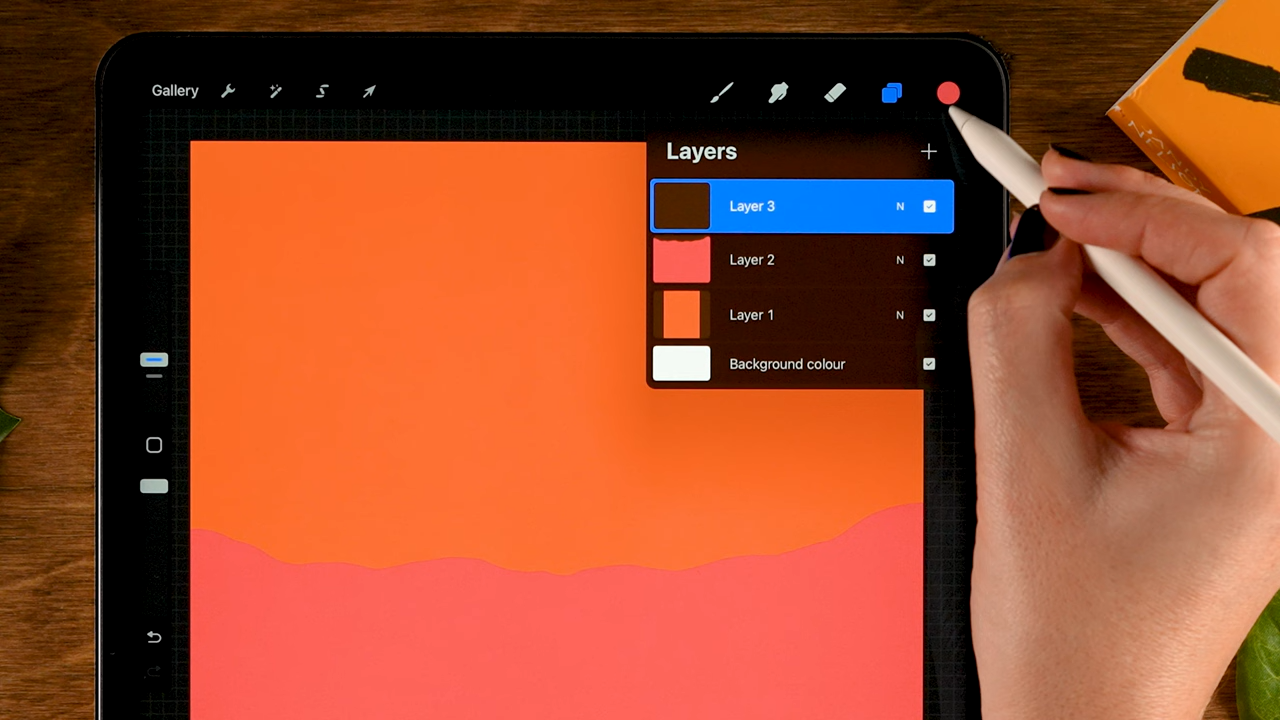 Gallery
Layers
Layer 3 N
Layer 2 N
Layer 1 N
Background colour